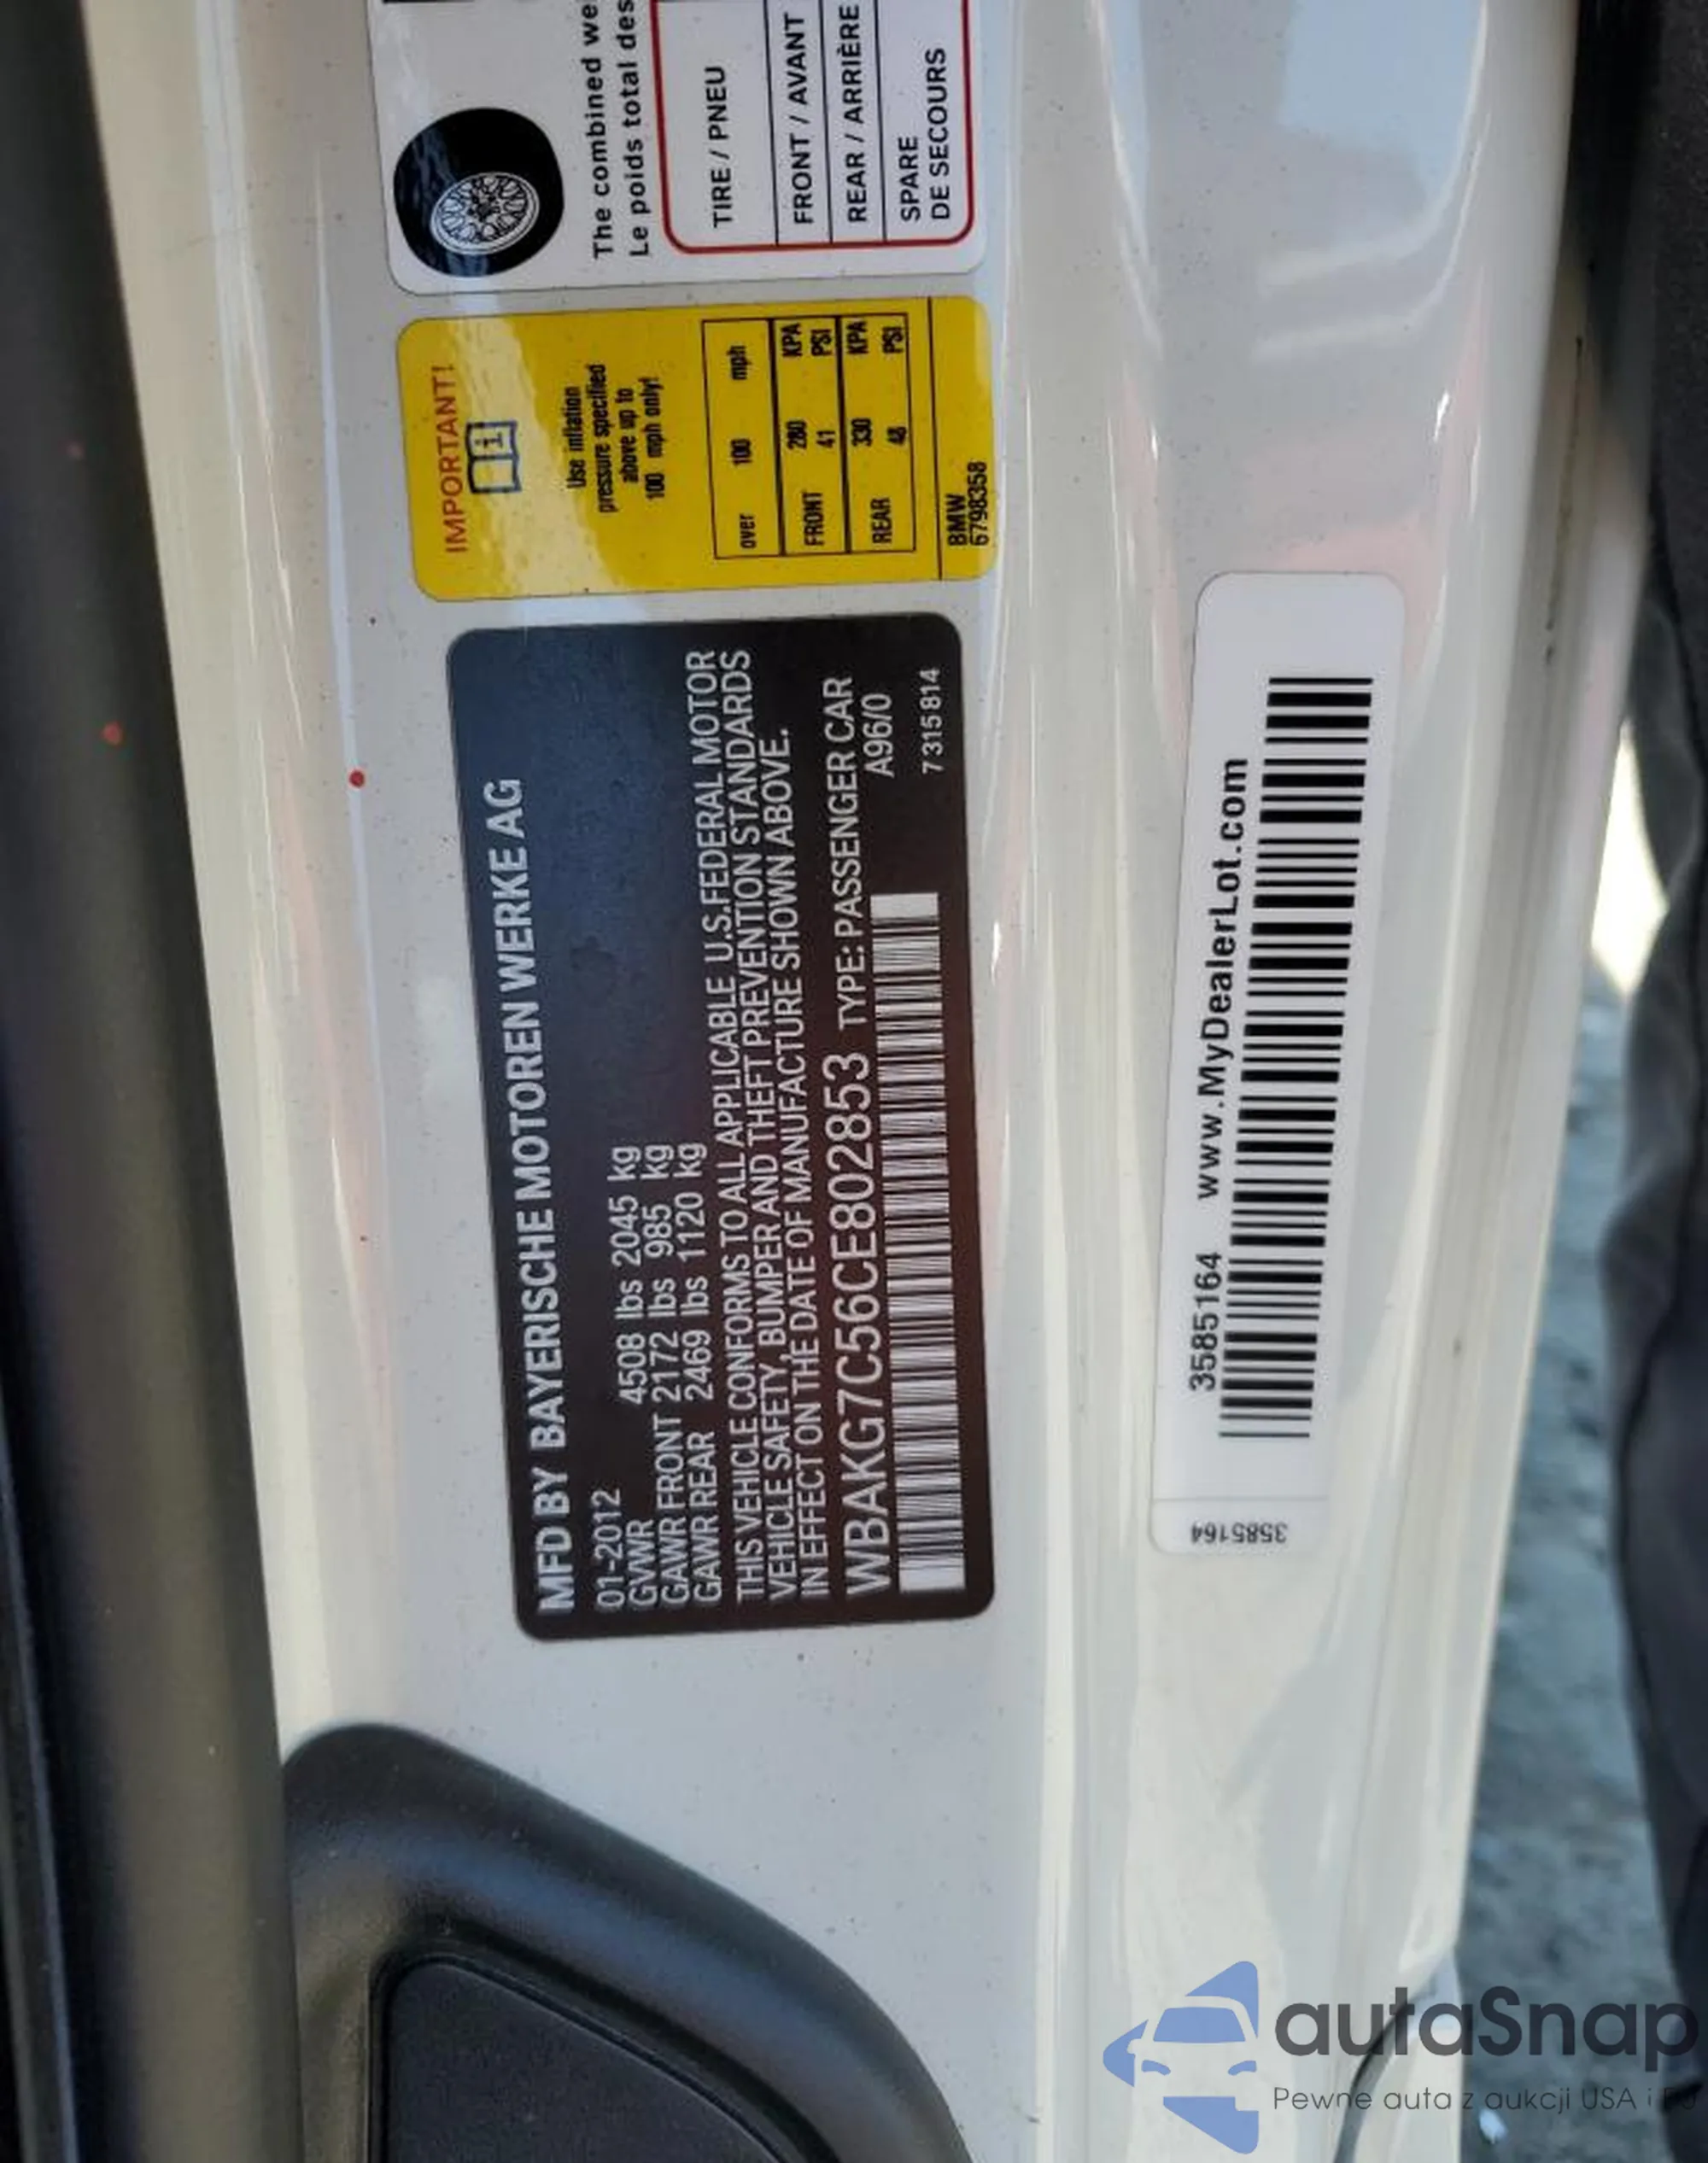 The combined we
Le poids total des
TIRE / PNEU
FRONT / AVANT
REAR / ARRIÈRE
SPARE
DE SECOURS
IMPORTANT!
Use inflation
pressure specified
above up to
100 mph only!
over 100 mph
FRONT 280 KPA
41 PSI
REAR 330 KPA
48 PSI
BMW
6798358
MFD BY BAYERISCHE MOTOREN WERKE AG
01-2012
GVWR 4508 lbs 2045 kg
GAWR FRONT 2172 lbs 985 kg
GAWR REAR 2469 lbs 1120 kg
THIS VEHICLE CONFORMS TO ALL APPLICABLE U.S.FEDERAL MOTOR
VEHICLE SAFETY, BUMPER AND THEFT PREVENTION STANDARDS
IN EFFECT ON THE DATE OF MANUFACTURE SHOWN ABOVE.
WBAKG7C56CE802853 TYPE: PASSENGER CAR
A96/0
7315814
3585164 www.MyDealerLot.com
3585164
autaSnap
Pewne auta z aukcji USA i EU